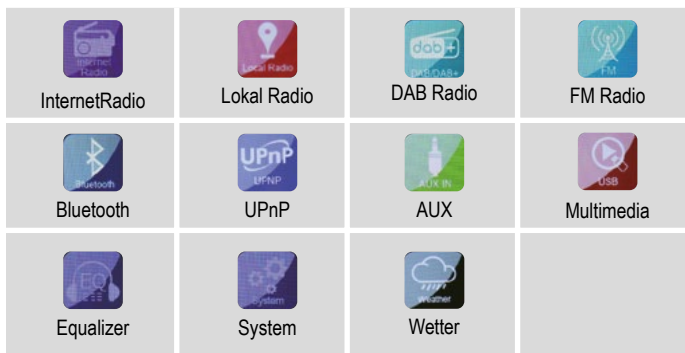 Internet
Radio
InternetRadio
Local Radio
Lokal Radio
dab+
DAB/DAB+
DAB Radio
FM
FM Radio
Bluetooth
Bluetooth
UPnP
UPNP
UPnP
AUX IN
AUX
USB
Multimedia
EQ
Equalizer
System
System
Weather
Wetter